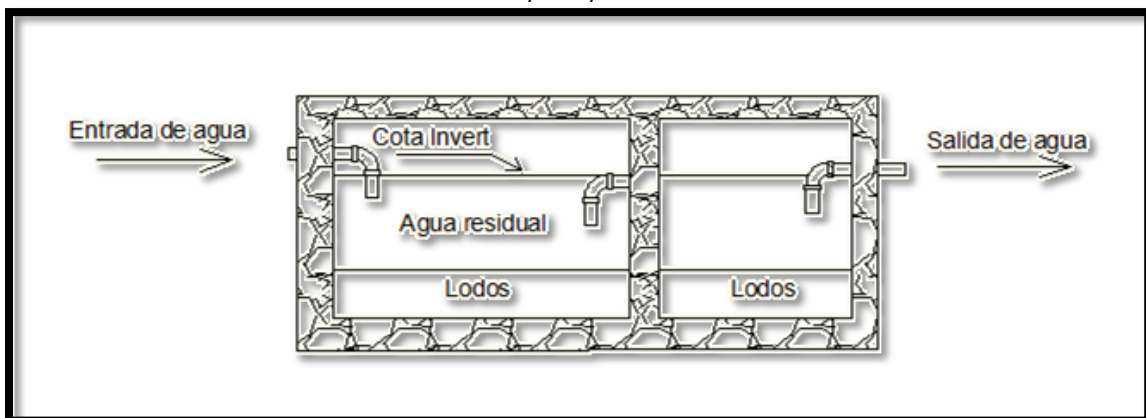 Entrada de agua
Cota Invert
Salida de agua
Agua residual
Lodos
Lodos